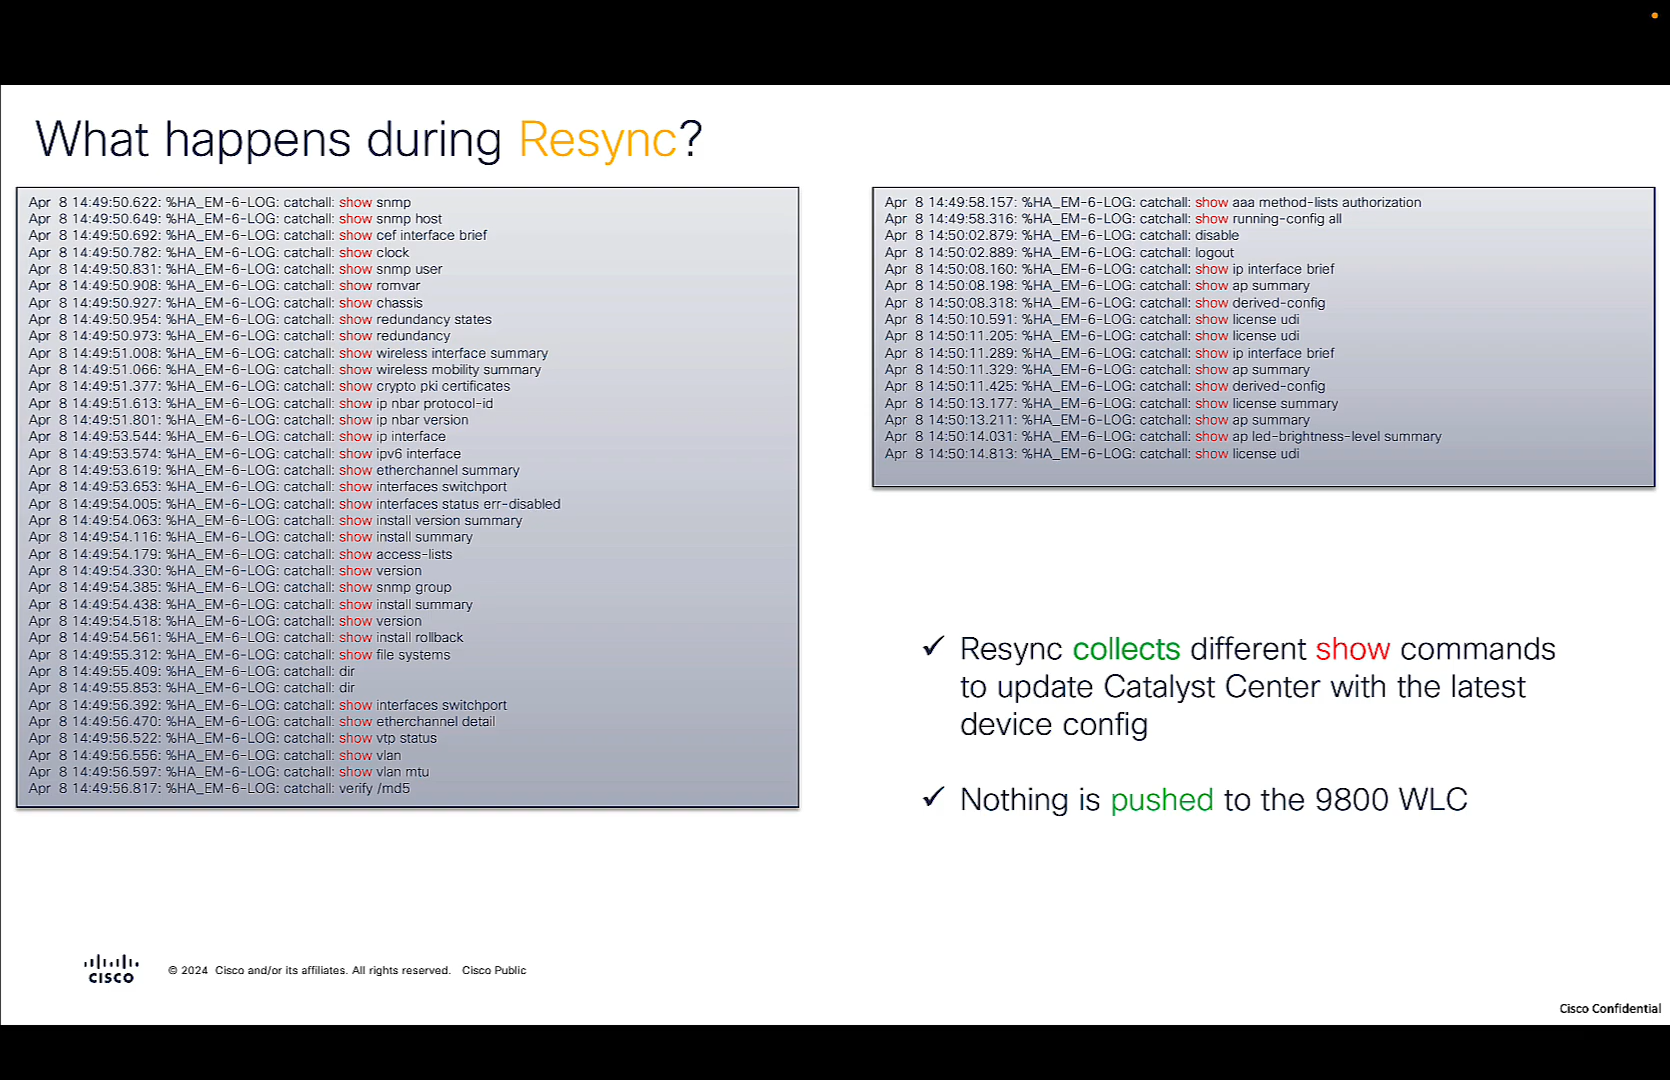 What happens during Resync?
Apr 8 14:49:50.622: %HA_EM-6-LOG: catchall: show snmp
Apr 8 14:49:50.649: %HA_EM-6-LOG: catchall: show snmp host
Apr 8 14:49:50.692: %HA_EM-6-LOG: catchall: show cef interface brief
Apr 8 14:49:50.782: %HA_EM-6-LOG: catchall: show clock
Apr 8 14:49:50.831: %HA_EM-6-LOG: catchall: show snmp user
Apr 8 14:49:50.908: %HA_EM-6-LOG: catchall: show romvar
Apr 8 14:49:50.927: %HA_EM-6-LOG: catchall: show chassis
Apr 8 14:49:50.954: %HA_EM-6-LOG: catchall: show redundancy states
Apr 8 14:49:50.973: %HA_EM-6-LOG: catchall: show redundancy
Apr 8 14:49:51.008: %HA_EM-6-LOG: catchall: show wireless interface summary
Apr 8 14:49:51.066: %HA_EM-6-LOG: catchall: show wireless mobility summary
Apr 8 14:49:51.377: %HA_EM-6-LOG: catchall: show crypto pki certificates
Apr 8 14:49:51.613: %HA_EM-6-LOG: catchall: show ip nbar protocol-id
Apr 8 14:49:51.801: %HA_EM-6-LOG: catchall: show ip nbar version
Apr 8 14:49:53.544: %HA_EM-6-LOG: catchall: show ip interface
Apr 8 14:49:53.574: %HA_EM-6-LOG: catchall: show ipv6 interface
Apr 8 14:49:53.619: %HA_EM-6-LOG: catchall: show etherchannel summary
Apr 8 14:49:53.653: %HA_EM-6-LOG: catchall: show interfaces switchport
Apr 8 14:49:54.005: %HA_EM-6-LOG: catchall: show interfaces status err-disabled
Apr 8 14:49:54.063: %HA_EM-6-LOG: catchall: show install version summary
Apr 8 14:49:54.116: %HA_EM-6-LOG: catchall: show install summary
Apr 8 14:49:54.179: %HA_EM-6-LOG: catchall: show access-lists
Apr 8 14:49:54.330: %HA_EM-6-LOG: catchall: show version
Apr 8 14:49:54.385: %HA_EM-6-LOG: catchall: show snmp group
Apr 8 14:49:54.438: %HA_EM-6-LOG: catchall: show install summary
Apr 8 14:49:54.518: %HA_EM-6-LOG: catchall: show version
Apr 8 14:49:54.561: %HA_EM-6-LOG: catchall: show install rollback
Apr 8 14:49:55.312: %HA_EM-6-LOG: catchall: show file systems
Apr 8 14:49:55.409: %HA_EM-6-LOG: catchall: dir
Apr 8 14:49:55.853: %HA_EM-6-LOG: catchall: dir
Apr 8 14:49:56.392: %HA_EM-6-LOG: catchall: show interfaces switchport
Apr 8 14:49:56.470: %HA_EM-6-LOG: catchall: show etherchannel detail
Apr 8 14:49:56.522: %HA_EM-6-LOG: catchall: show vtp status
Apr 8 14:49:56.556: %HA_EM-6-LOG: catchall: show vlan
Apr 8 14:49:56.597: %HA_EM-6-LOG: catchall: show vlan mtu
Apr 8 14:49:56.817: %HA_EM-6-LOG: catchall: verify /md5
Apr 8 14:49:58.157: %HA_EM-6-LOG: catchall: show aaa method-lists authorization
Apr 8 14:49:58.316: %HA_EM-6-LOG: catchall: show running-config all
Apr 8 14:50:02.879: %HA_EM-6-LOG: catchall: disable
Apr 8 14:50:02.889: %HA_EM-6-LOG: catchall: logout
Apr 8 14:50:08.160: %HA_EM-6-LOG: catchall: show ip interface brief
Apr 8 14:50:08.198: %HA_EM-6-LOG: catchall: show ap summary
Apr 8 14:50:08.318: %HA_EM-6-LOG: catchall: show derived-config
Apr 8 14:50:10.591: %HA_EM-6-LOG: catchall: show license udi
Apr 8 14:50:11.205: %HA_EM-6-LOG: catchall: show license udi
Apr 8 14:50:11.289: %HA_EM-6-LOG: catchall: show ip interface brief
Apr 8 14:50:11.329: %HA_EM-6-LOG: catchall: show ap summary
Apr 8 14:50:11.425: %HA_EM-6-LOG: catchall: show derived-config
Apr 8 14:50:13.177: %HA_EM-6-LOG: catchall: show license summary
Apr 8 14:50:13.211: %HA_EM-6-LOG: catchall: show ap summary
Apr 8 14:50:14.031: %HA_EM-6-LOG: catchall: show ap led-brightness-level summary
Apr 8 14:50:14.813: %HA_EM-6-LOG: catchall: show license udi
✓ Resync collects different show commands
to update Catalyst Center with the latest
device config
✓ Nothing is pushed to the 9800 WLC
CISCO
© 2024 Cisco and/or its affiliates. All rights reserved. Cisco Public
Cisco Confidential